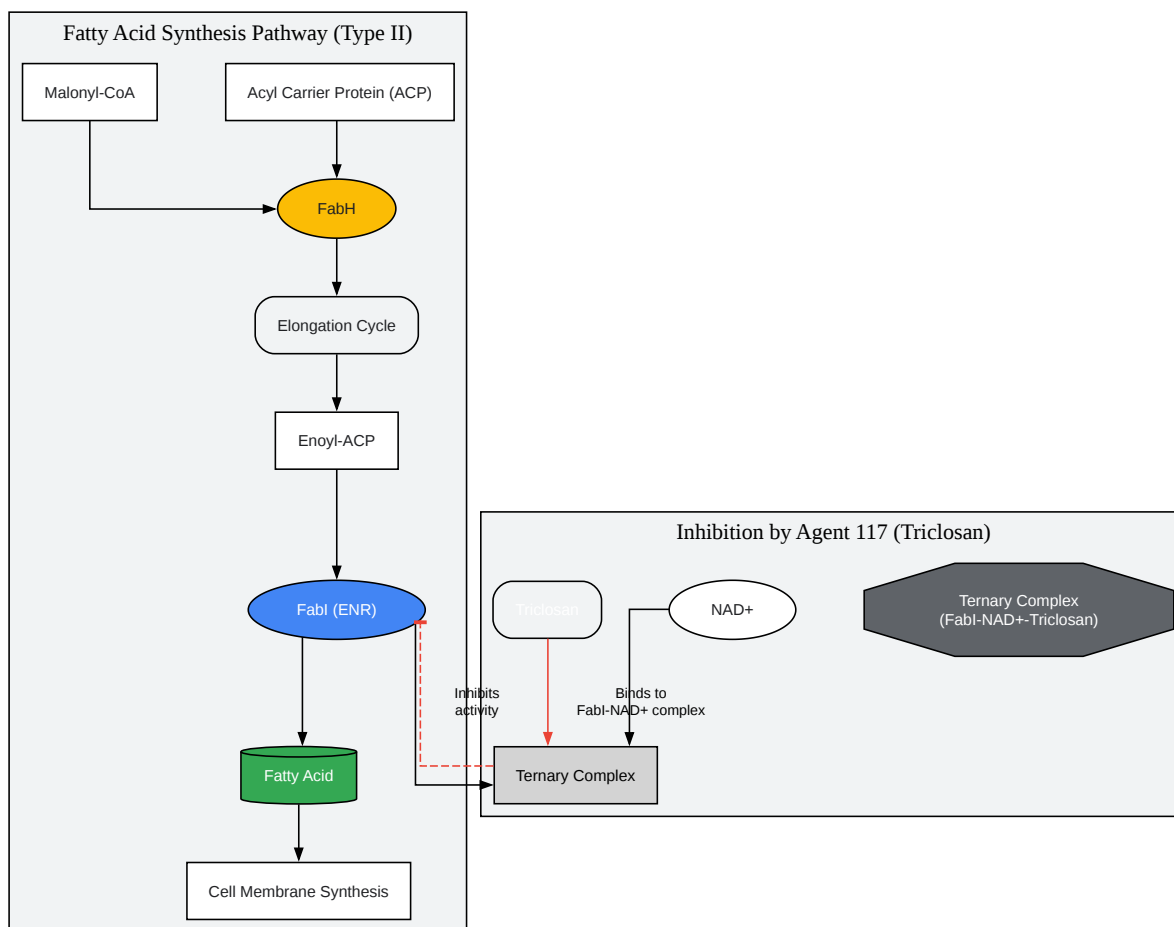 Fatty Acid Synthesis Pathway (Type II)
Malonyl-CoA
Acyl Carrier Protein (ACP)
FabH
Elongation Cycle
Enoyl-ACP
Inhibition by Agent 117 (Triclosan)
FabI (ENR)
Triclosan
NAD+
Ternary Complex
(FabI-NAD+-Triclosan)
Inhibits
activity
Binds to
FabI-NAD+ complex
Fatty Acid
Ternary Complex
Cell Membrane Synthesis